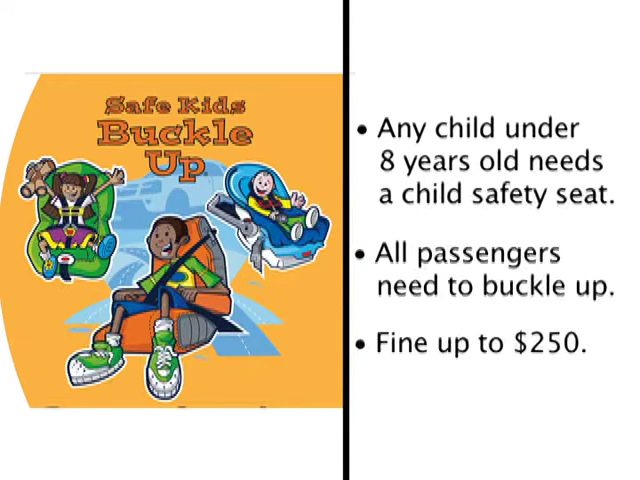 Safe Kids
Buckle
Up
• Any child under
8 years old needs
a child safety seat.
• All passengers
need to buckle up.
• Fine up to $250.